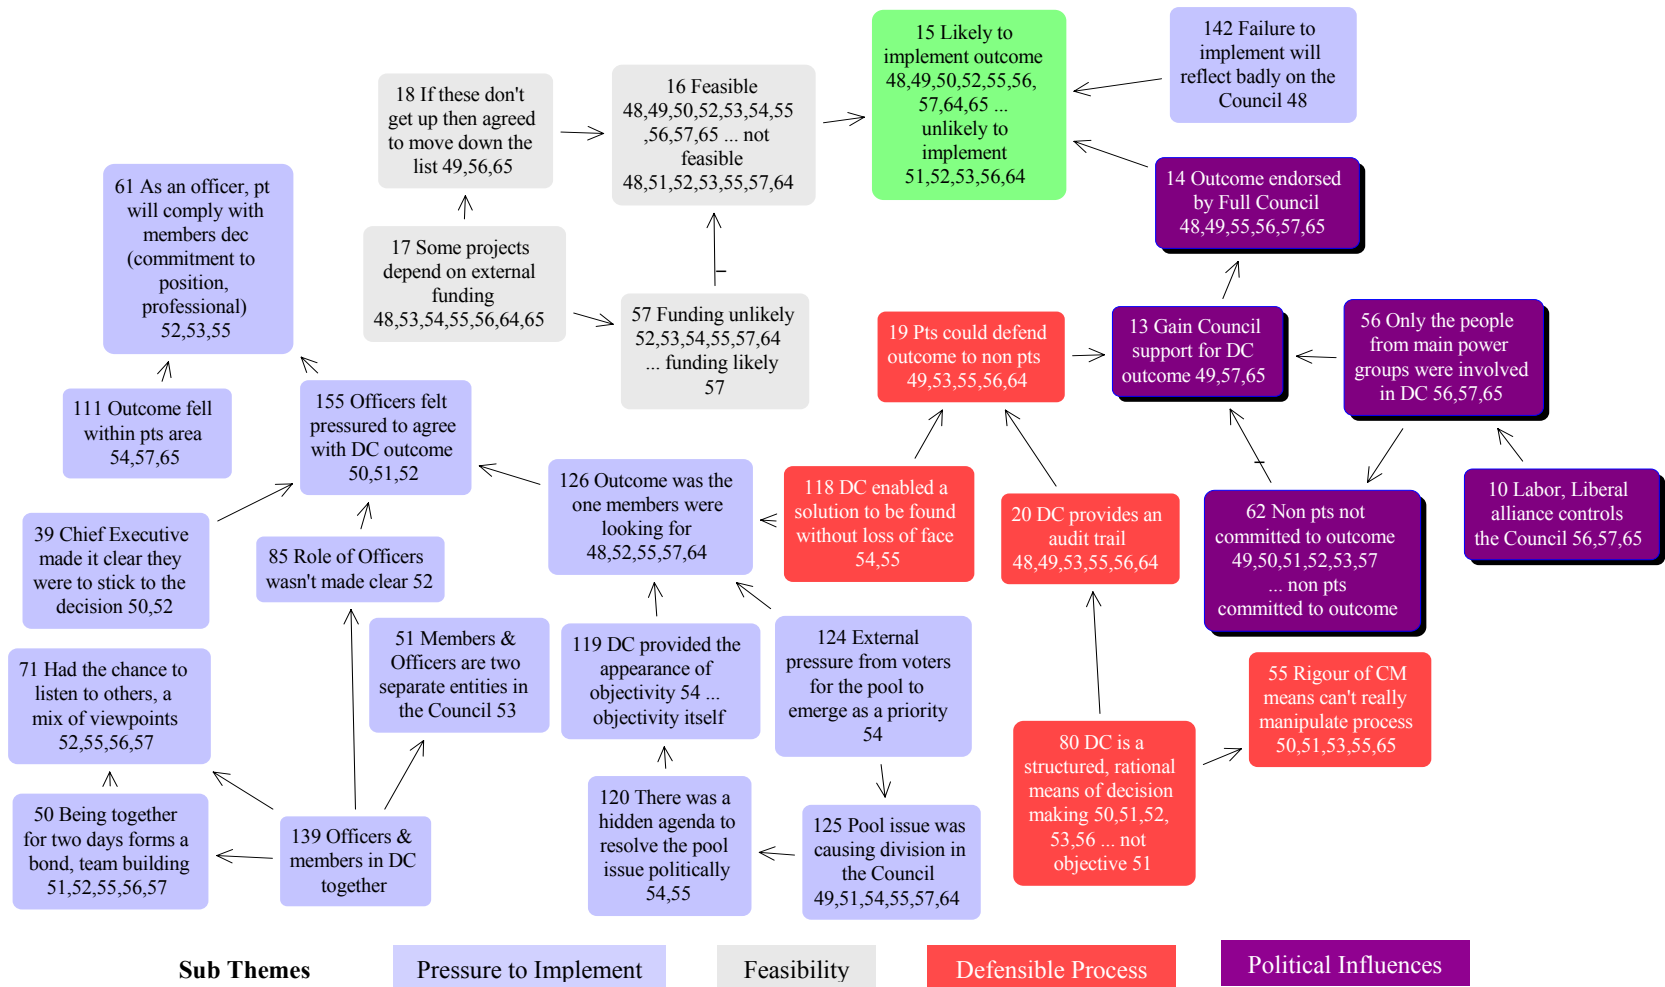 15 Likely to
implement outcome
48,49,50,52,55,56,
57,64,65 ...
unlikely to
implement
51,52,53,56,64
142 Failure to
implement will
reflect badly on the
Council 48
18 If these don't
get up then agreed
to move down the
list 49,56,65
16 Feasible
48,49,50,52,53,54,55
,56,57,65 ... not
feasible
48,51,52,53,55,57,64
61 As an officer, pt
will comply with
members dec
(commitment to
position,
professional)
52,53,55
14 Outcome endorsed
by Full Council
48,49,55,56,57,65
17 Some projects
depend on external
funding
48,53,54,55,56,64,65
57 Funding unlikely
52,53,54,55,57,64
... funding likely
57
19 Pts could defend
outcome to non pts
49,53,55,56,64
13 Gain Council
support for DC
outcome 49,57,65
56 Only the people
from main power
groups were involved
in DC 56,57,65
111 Outcome fell
within pts area
54,57,65
155 Officers felt
pressured to agree
with DC outcome
50,51,52
126 Outcome was the
one members were
looking for
48,52,55,57,64
118 DC enabled a
solution to be found
without loss of face
54,55
20 DC provides an
audit trail
48,49,53,55,56,64
62 Non pts not
committed to outcome
49,50,51,52,53,57
... non pts
committed to outcome
10 Labor, Liberal
alliance controls
the Council 56,57,65
39 Chief Executive
made it clear they
were to stick to the
decision 50,52
85 Role of Officers
wasn't made clear 52
51 Members &
Officers are two
separate entities in
the Council 53
119 DC provided the
appearance of
objectivity 54 ...
objectivity itself
124 External
pressure from voters
for the pool to
emerge as a priority
54
71 Had the chance to
listen to others, a
mix of viewpoints
52,55,56,57
55 Rigour of CM
means can't really
manipulate process
50,51,53,55,65
80 DC is a
structured, rational
means of decision
making 50,51,52,
53,56 ... not
objective 51
50 Being together
for two days forms a
bond, team building
51,52,55,56,57
139 Officers &
members in DC
together
120 There was a
hidden agenda to
resolve the pool
issue politically
54,55
125 Pool issue was
causing division in
the Council
49,51,54,55,57,64
Sub Themes
Pressure to Implement
Feasibility
Defensible Process
Political Influences